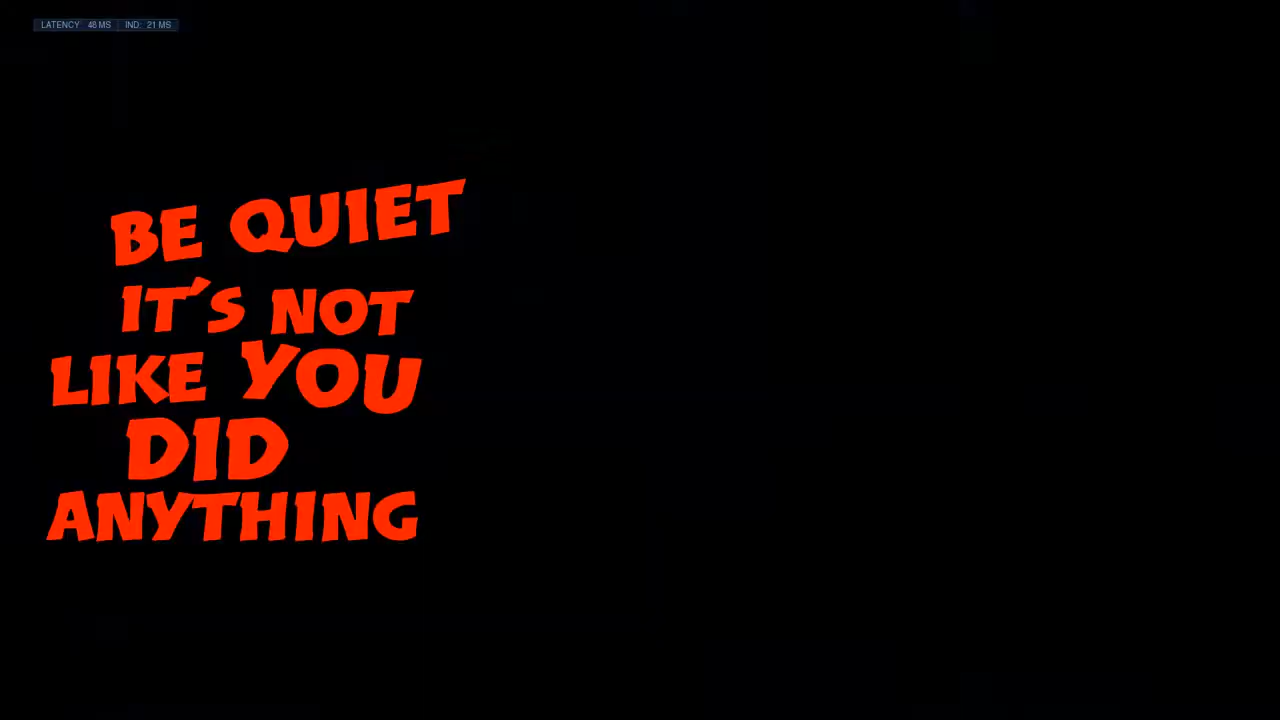 LATENCY 48 MS IND: 21 MS
BE QUIET
IT'S NOT
LIKE YOU
DID
ANYTHING